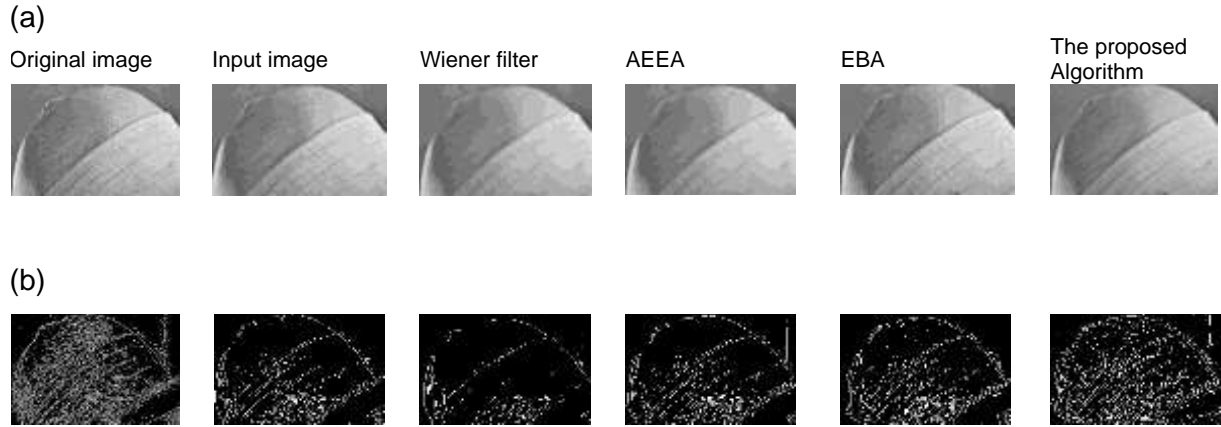 (a)
Original image
Input image
Wiener filter
AEEA
EBA
The proposed
Algorithm
(b)